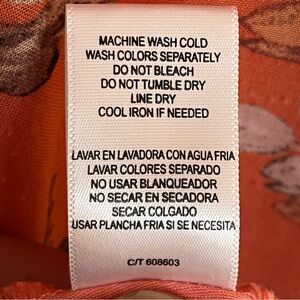 MACHINE WASH COLD
WASH COLORS SEPARATELY
DO NOT BLEACH
DO NOT TUMBLE DRY
LINE DRY
COOL IRON IF NEEDED
LAVAR EN LAVADORA CON AGUA FRIA
LAVAR COLORES SEPARADO
NO USAR BLANQUEADOR
NO SECAR EN SECADORA
SECAR COLGADO
USAR PLANCHA FRIA SI SE NECESITA
C/T 608603